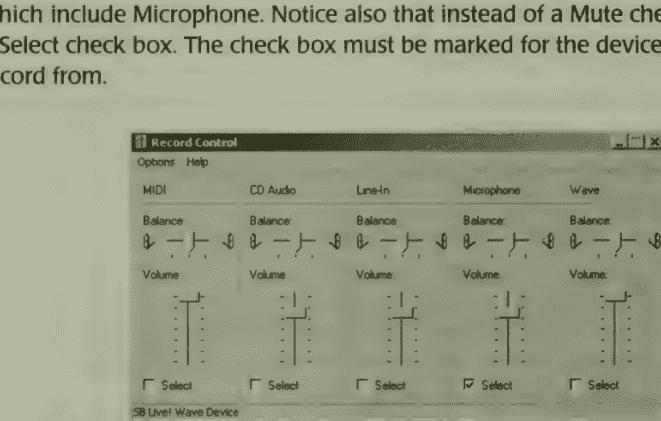 hich include Microphone. Notice also that instead of a Mute che
Select check box. The check box must be marked for the device
cord from.
Record Control
Options Help
MIDI CD Audio Line-In Microphone Wave
Balance Balance: Balance Balance: Balance:
Volume Volume Volume: Volume: Volume:
Select Select Select Select Select
SB Live! Wave Device